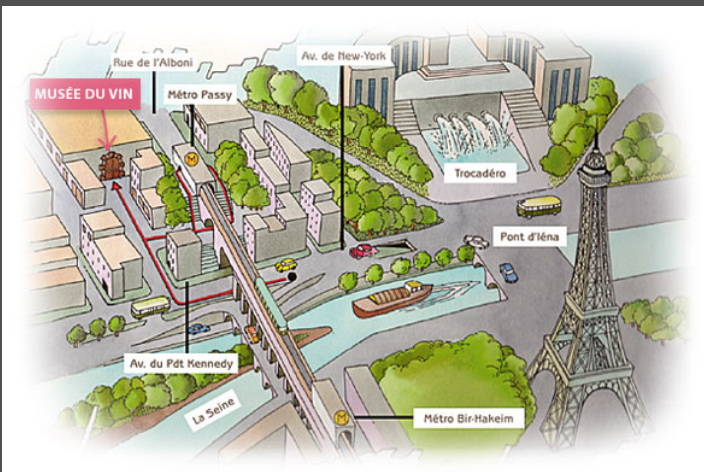 Rue de l'Alboni
Av. de New-York
MUSÉE DU VIN
Métro Passy
M
Trocadéro
Pont d'Iéna
Av. du Pdt Kennedy
La Seine
M
Métro Bir-Hakeim